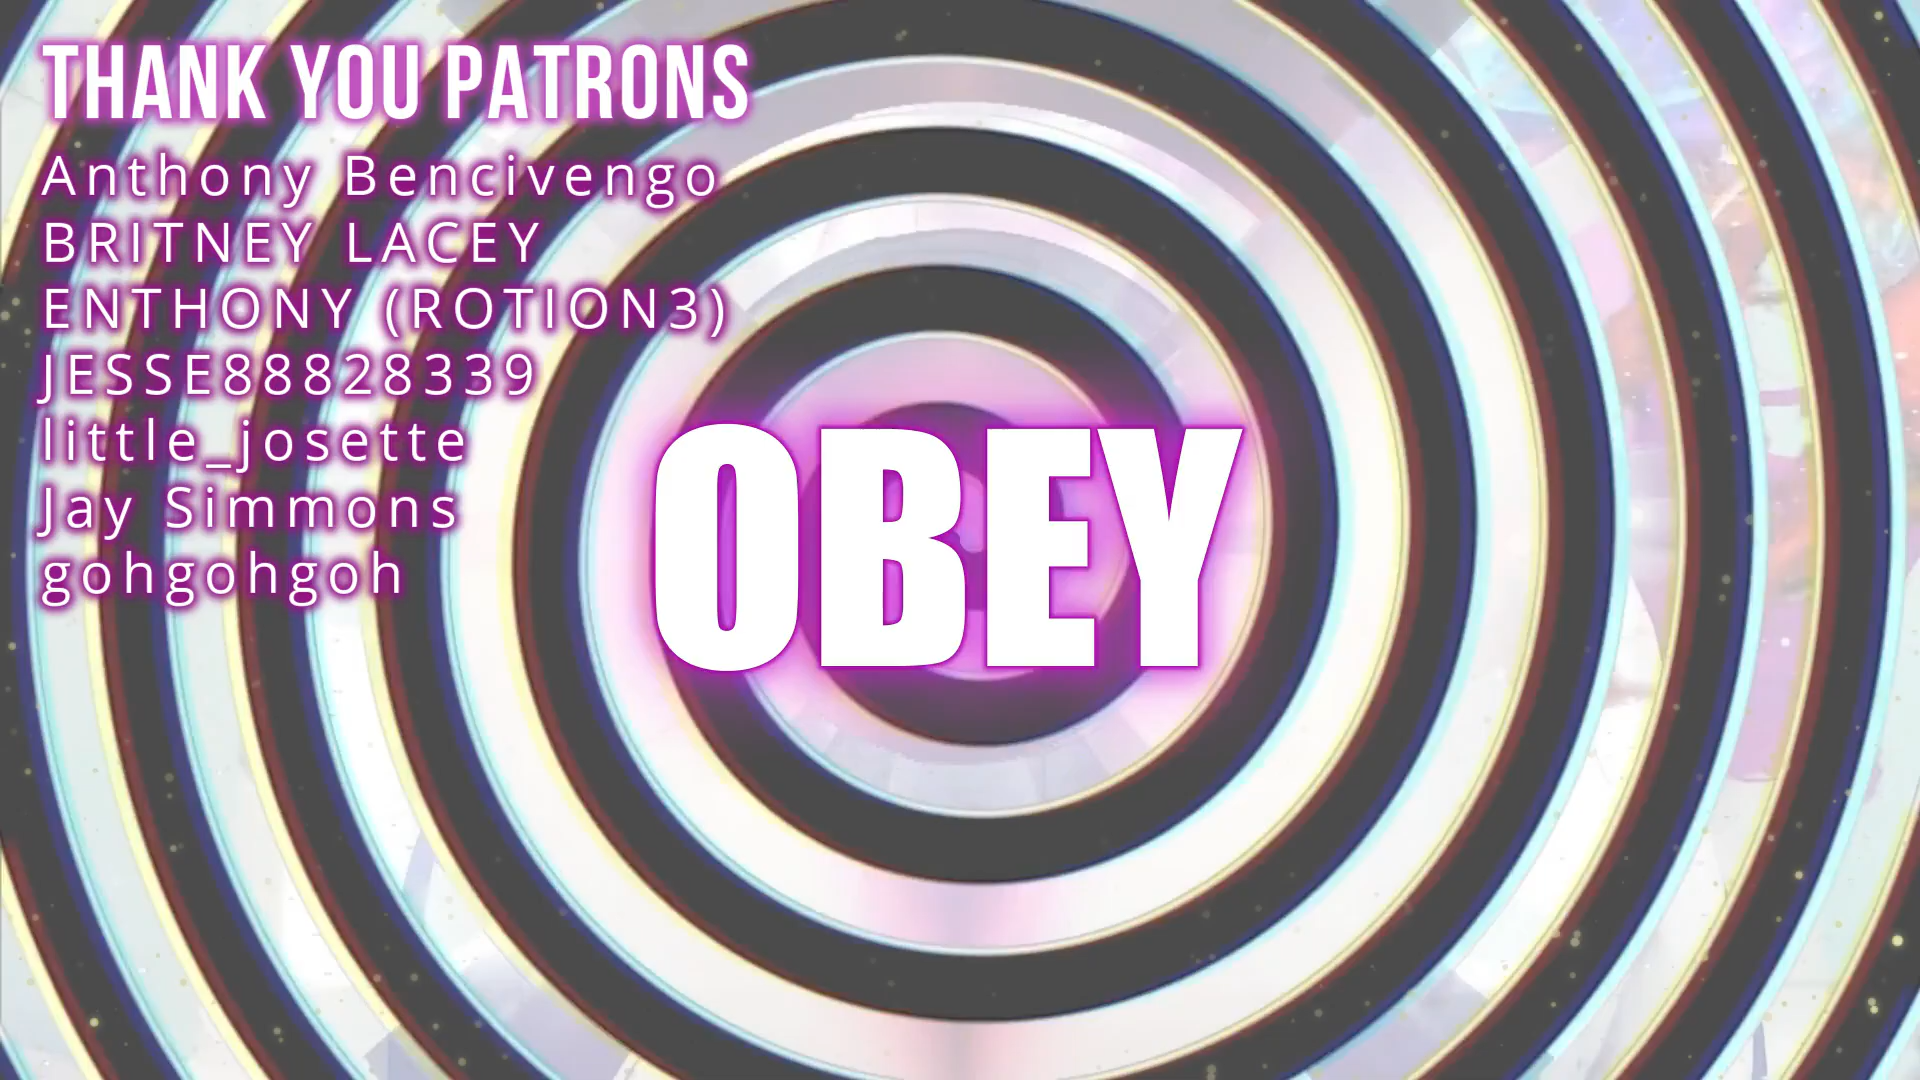 THANK YOU PATRONS
Anthony Bencivengo
BRITNEY LACEY
ENTHONY (ROTION3)
JESSE88828339
little_josette
Jay Simmons
gohgohgoh
OBEY